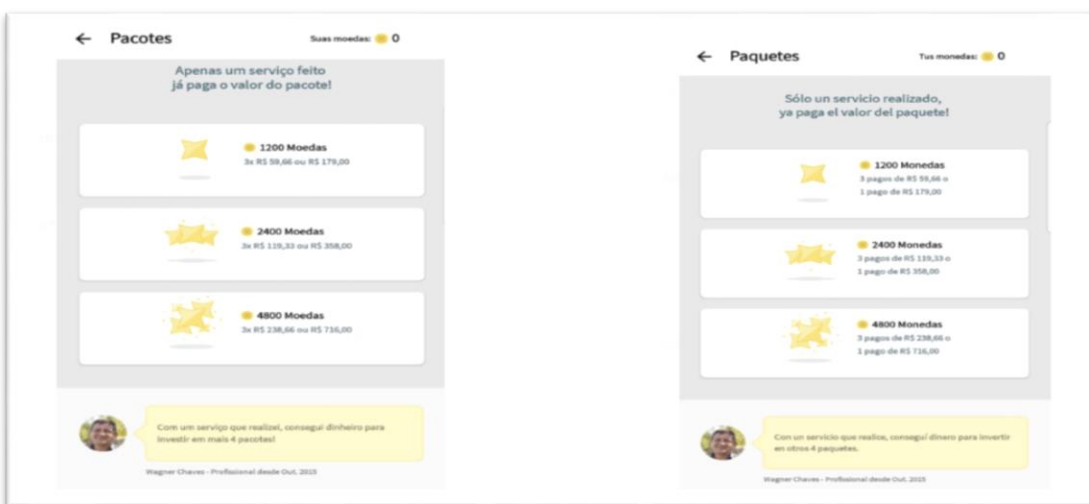 ← Pacotes
Suas moedas: 0
Apenas um serviço feito
já paga o valor do pacote!
1200 Moedas
3x R$ 59,66 ou R$ 179,00
2400 Moedas
3x R$ 119,33 ou R$ 358,00
4800 Moedas
3x R$ 238,66 ou R$ 716,00
Com um serviço que realizei, consegui dinheiro para
investir em mais 4 pacotes!
Wagner Chaves - Profissional desde Out, 2015
← Paquetes
Tus monedas: 0
Sólo un servicio realizado,
ya paga el valor del paquete!
1200 Monedas
3 pagos de R$ 59,66 o
1 pago de R$ 179,00
2400 Monedas
3 pagos de R$ 119,33 o
1 pago de R$ 358,00
4800 Monedas
3 pagos de R$ 238,66 o
1 pago de R$ 716,00
Con un servicio que realice, conseguí dinero para invertir
en otros 4 paquetes.
Wagner Chaves - Profissional desde Out, 2015